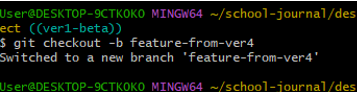 User@DESKTOP-9CTKOKO MINGW64 ~/school-journal/des
ect ((ver1-beta))
$ git checkout -b feature-from-ver4
Switched to a new branch 'feature-from-ver4'
User@DESKTOP-9CTKOKO MINGW64 ~/school-journal/des